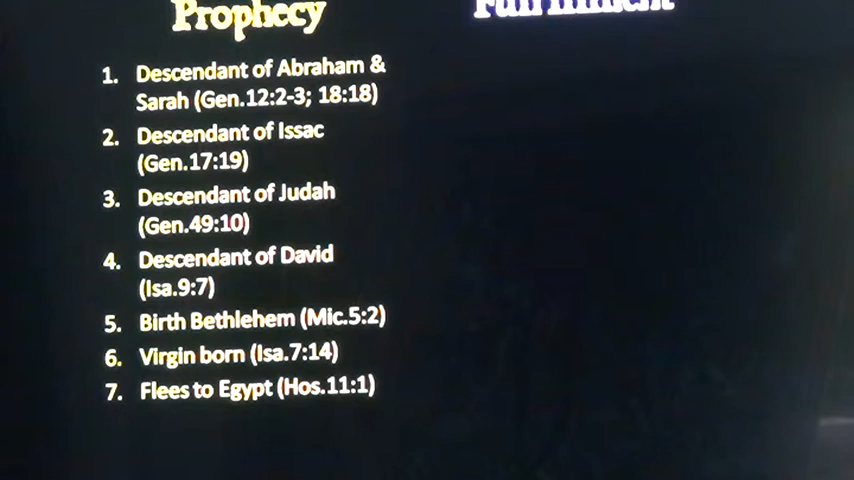 Prophecy
Fulfillment
1. Descendant of Abraham &
Sarah (Gen.12:2-3; 18:18)
2. Descendant of Issac
(Gen.17:19)
3. Descendant of Judah
(Gen.49:10)
4. Descendant of David
(Isa.9:7)
5. Birth Bethlehem (Mic.5:2)
6. Virgin born (Isa.7:14)
7. Flees to Egypt (Hos.11:1)